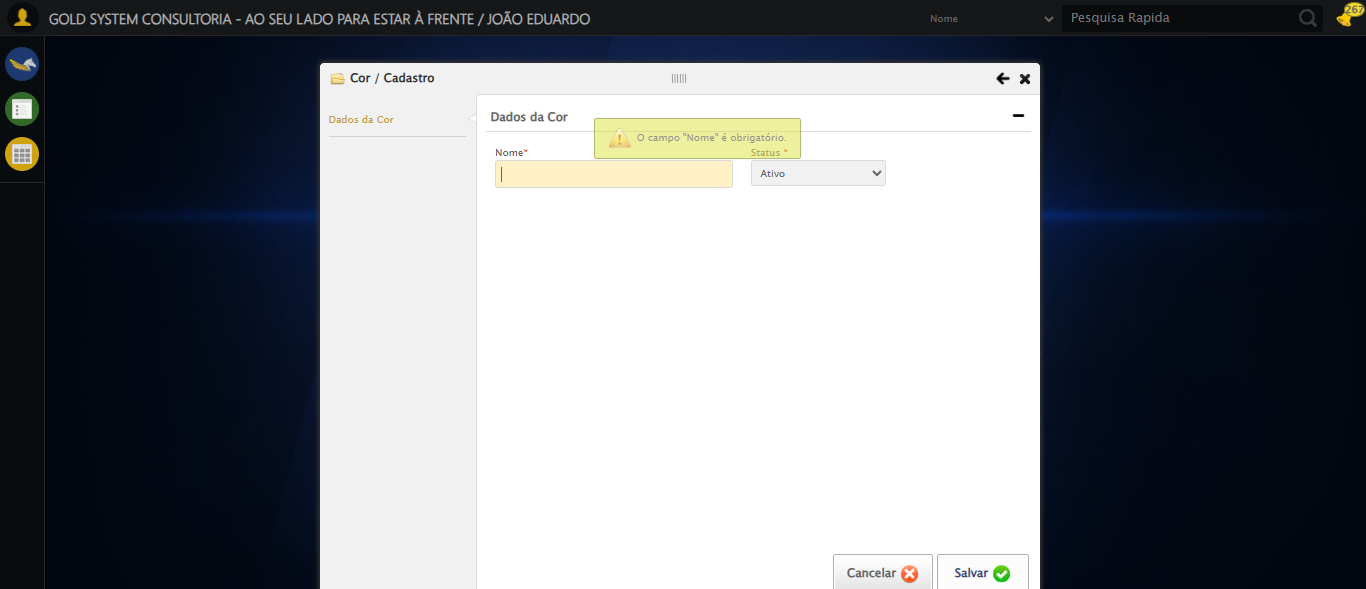 GOLD SYSTEM CONSULTORIA - AO SEU LADO PARA ESTAR À FRENTE / JOÃO EDUARDO
Nome
Pesquisa Rapida
267
Cor / Cadastro
Dados da Cor
Dados da Cor
O campo "Nome" é obrigatório.
Nome*
Status *
Ativo
Cancelar
Salvar